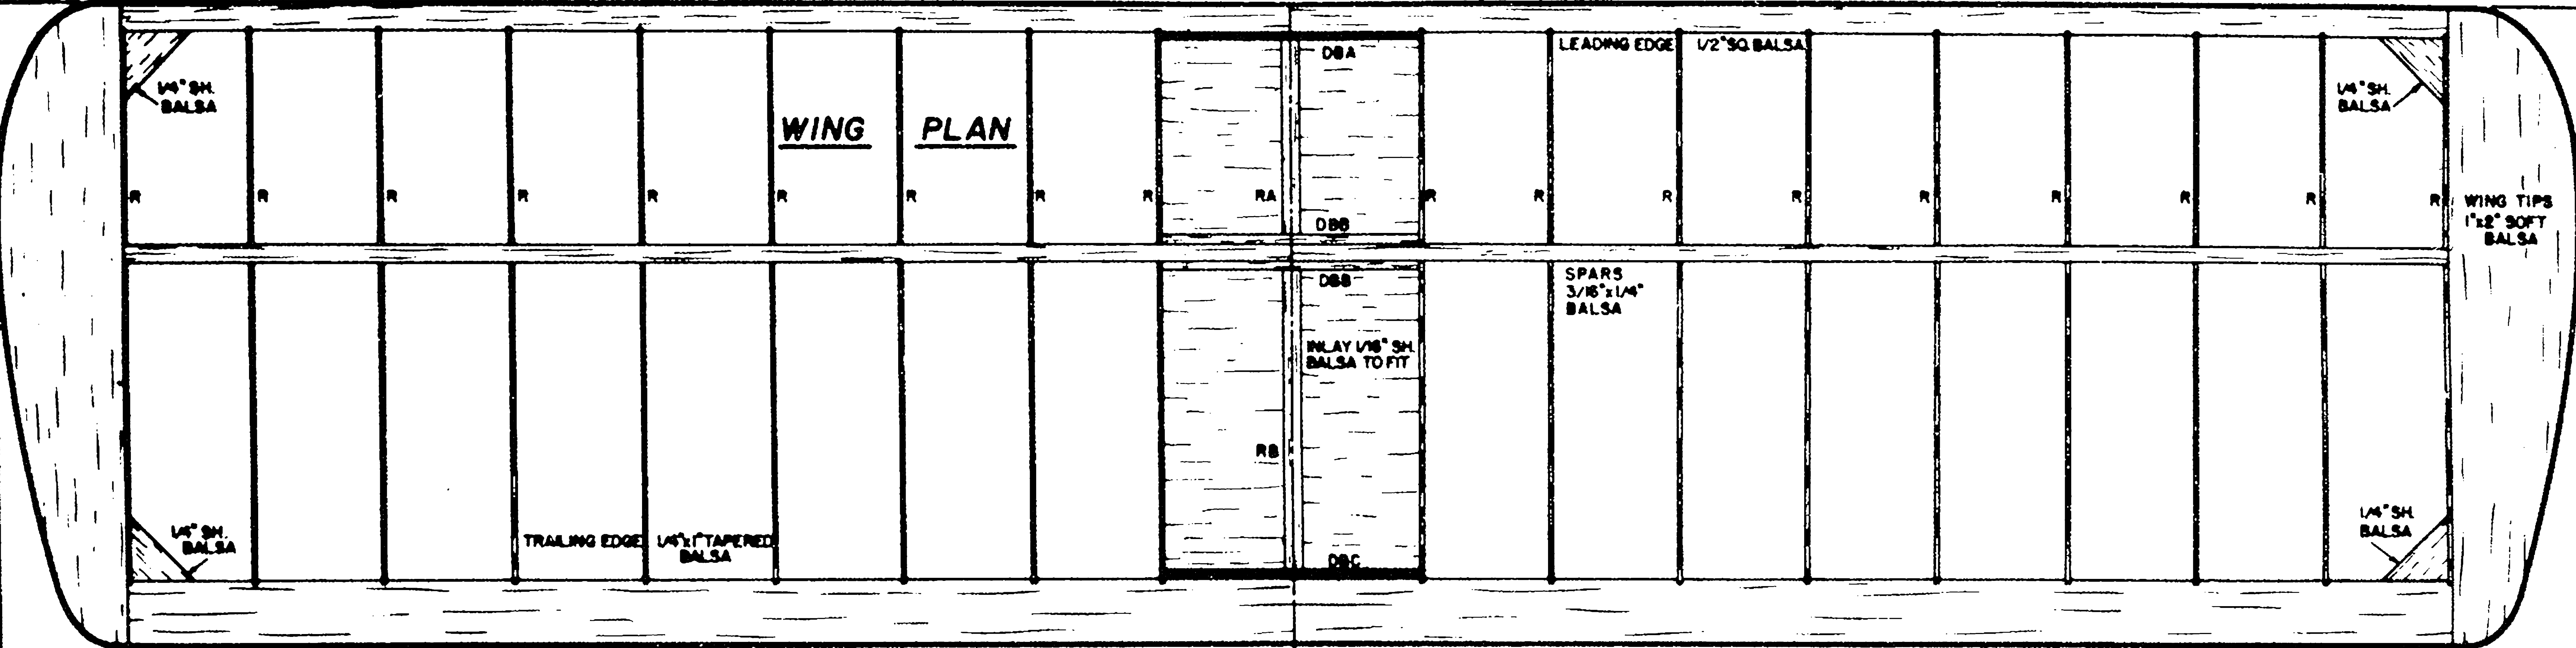 DBA
LEADING EDGE 1/2" SQ. BALSA
1/4" SH.
BALSA
1/4" SH.
BALSA
WING PLAN
R R R R R R R R R RA R R R R R R R R R
WING TIPS
1"x2" SOFT
BALSA
DBB
DBB
SPARS
3/16"x1/4"
BALSA
INLAY 1/16" SH.
BALSA TO FIT
RB
1/4" SH.
BALSA
TRAILING EDGE 1/4"x1" TAPERED
BALSA
DBC
1/4" SH.
BALSA